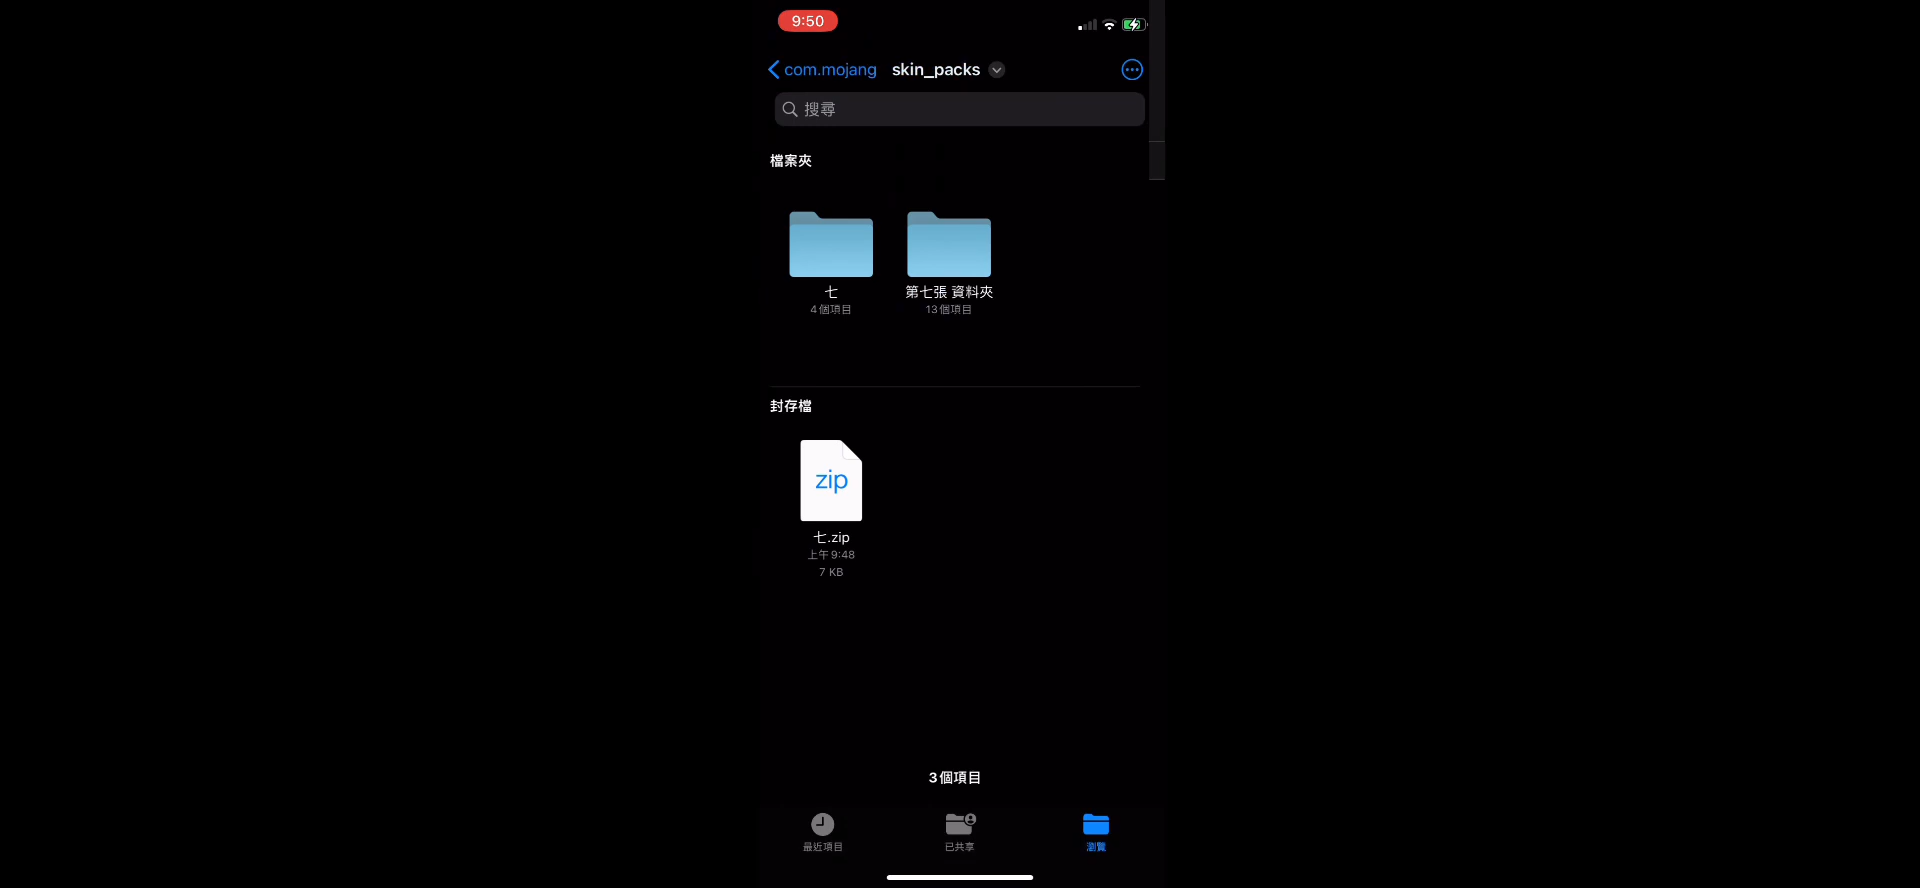 9:50
com.mojang skin_packs
搜尋
檔案夾
七 第七張 資料夾
4個項目 13個項目
封存檔
zip
七.zip
上午9:48
7 KB
3個項目
最近項目 已共享 瀏覽